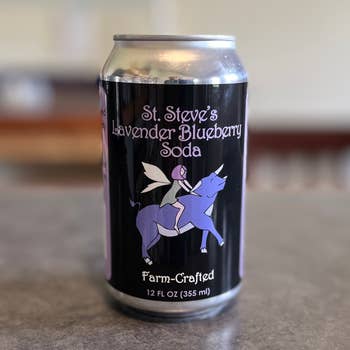 St. Steve's
Lavender Blueberry
Soda
Farm-Crafted
12 FL OZ (355 ml)